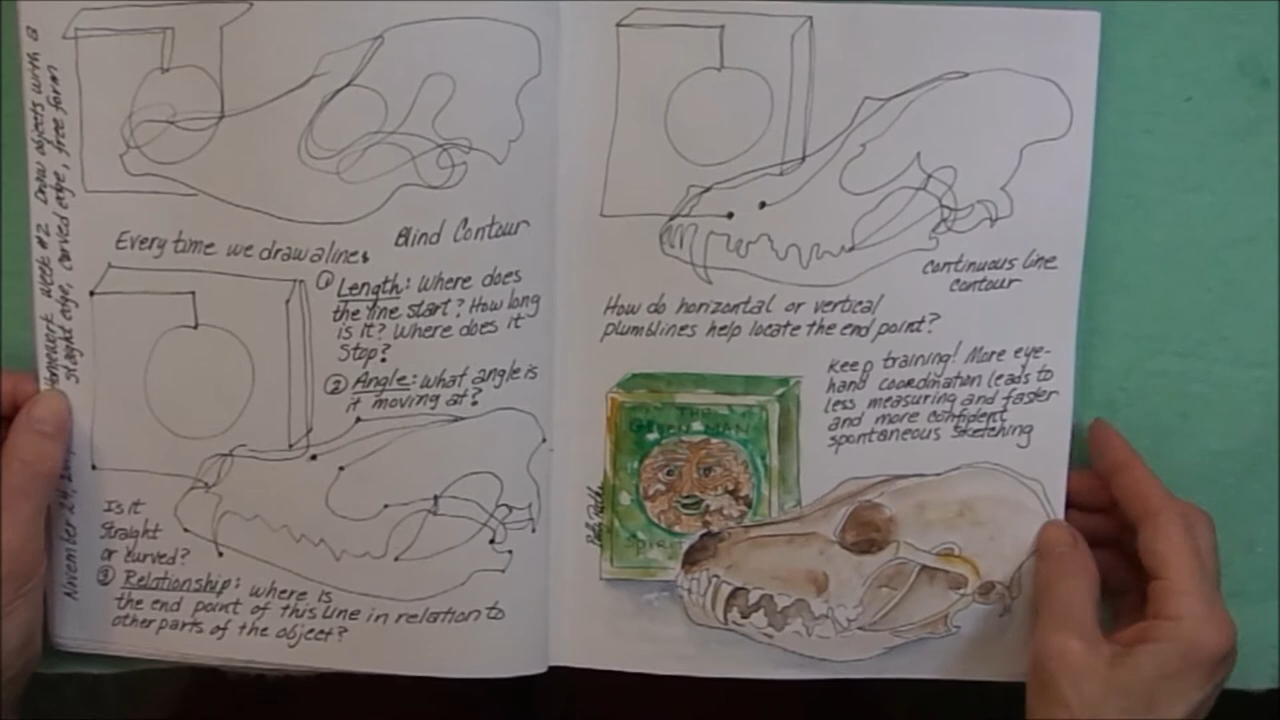 Homework week #2 Draw objects with a
staight edge, curved edge, free form
November 24,
Blind Contour
Every time we draw a line:
① Length: Where does
the line start? How long
is it? Where does it
Stop?
② Angle: what angle is
it moving at?
Is it
straight
or curved?
③ Relationship: where is
the end point of this line in relation to
other parts of the object?
Continuous line
contour
How do horizontal or vertical
plumblines help locate the end point?
Keep training! More eye-
hand coordination leads to
less measuring and faster
and more confident
spontaneous sketching
THE
GREEN MAN